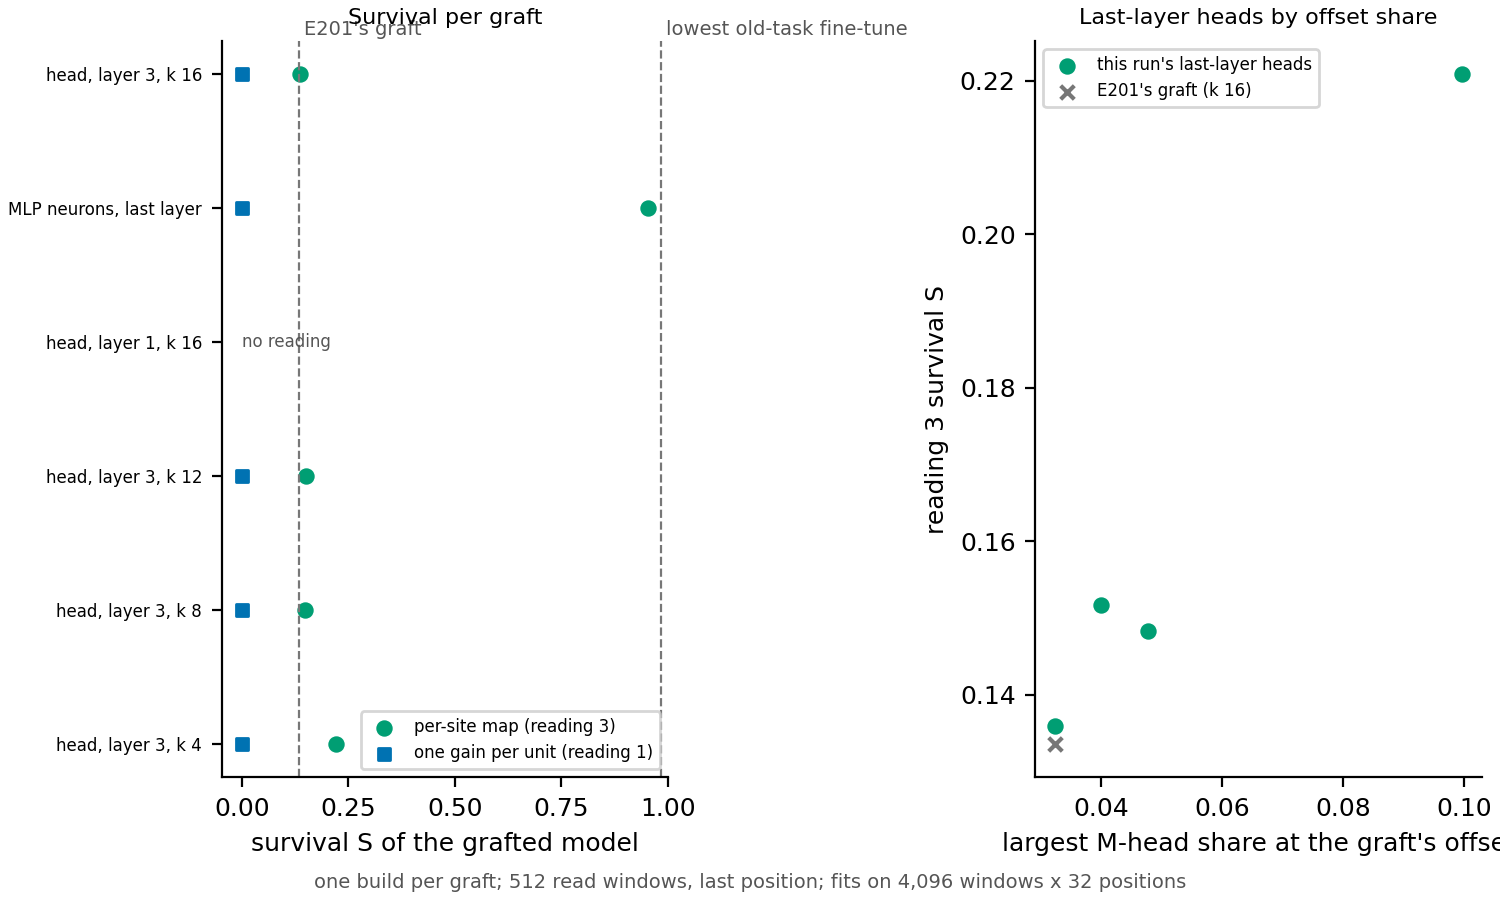 Survival per graft
E201's graft
lowest old-task fine-tune
head, layer 3, k 16
MLP neurons, last layer
head, layer 1, k 16
no reading
head, layer 3, k 12
head, layer 3, k 8
head, layer 3, k 4
per-site map (reading 3)
one gain per unit (reading 1)
0.00 0.25 0.50 0.75 1.00
survival S of the grafted model
Last-layer heads by offset share
this run's last-layer heads
E201's graft (k 16)
0.22
0.20
0.18
0.16
0.14
reading 3 survival S
0.04 0.06 0.08 0.10
largest M-head share at the graft's offse
one build per graft; 512 read windows, last position; fits on 4,096 windows x 32 positions